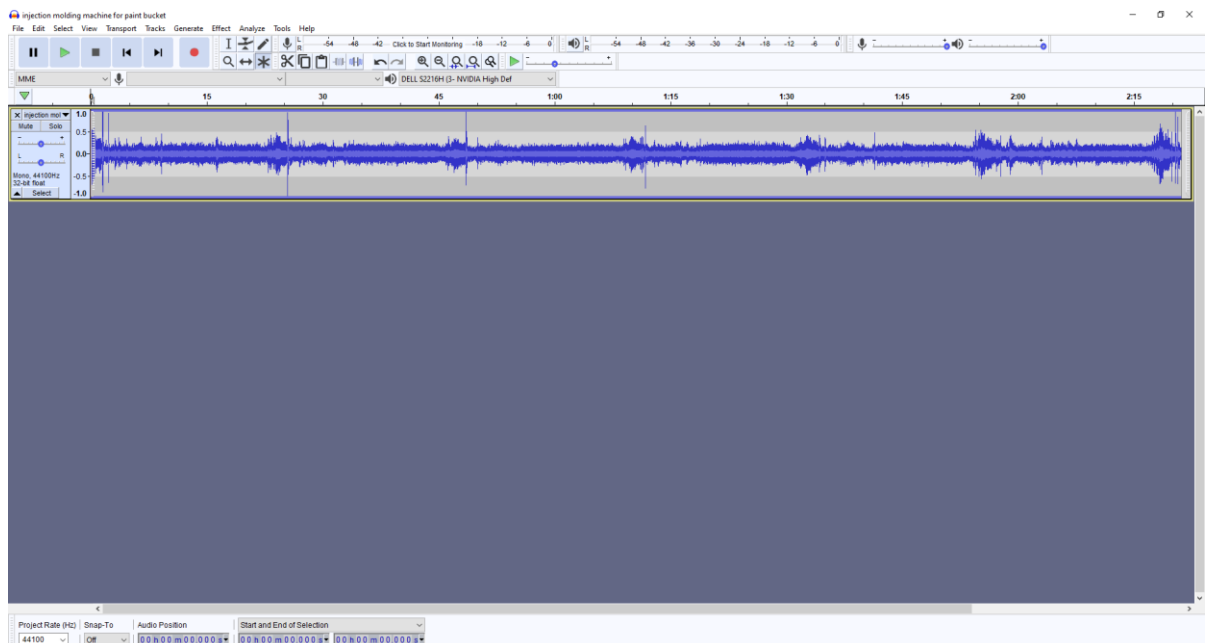 injection molding machine for paint bucket
File Edit Select View Transport Tracks Generate Effect Analyze Tools Help
L R -54 -48 -42 Click to Start Monitoring -18 -12 -6 0 L R -54 -48 -42 -36 -30 -24 -18 -12 -6 0 - + - +
- +
MME DELL S2216H (3- NVIDIA High Def
0 15 30 45 1:00 1:15 1:30 1:45 2:00 2:15
× injection mol 1.0
Mute Solo 0.5
- +
L R 0.0
Mono, 44100Hz -0.5
32-bit float
Select -1.0
Project Rate (Hz) Snap-To Audio Position Start and End of Selection
44100 Off 00 h 00 m 00.000 s 00 h 00 m 00.000 s 00 h 00 m 00.000 s